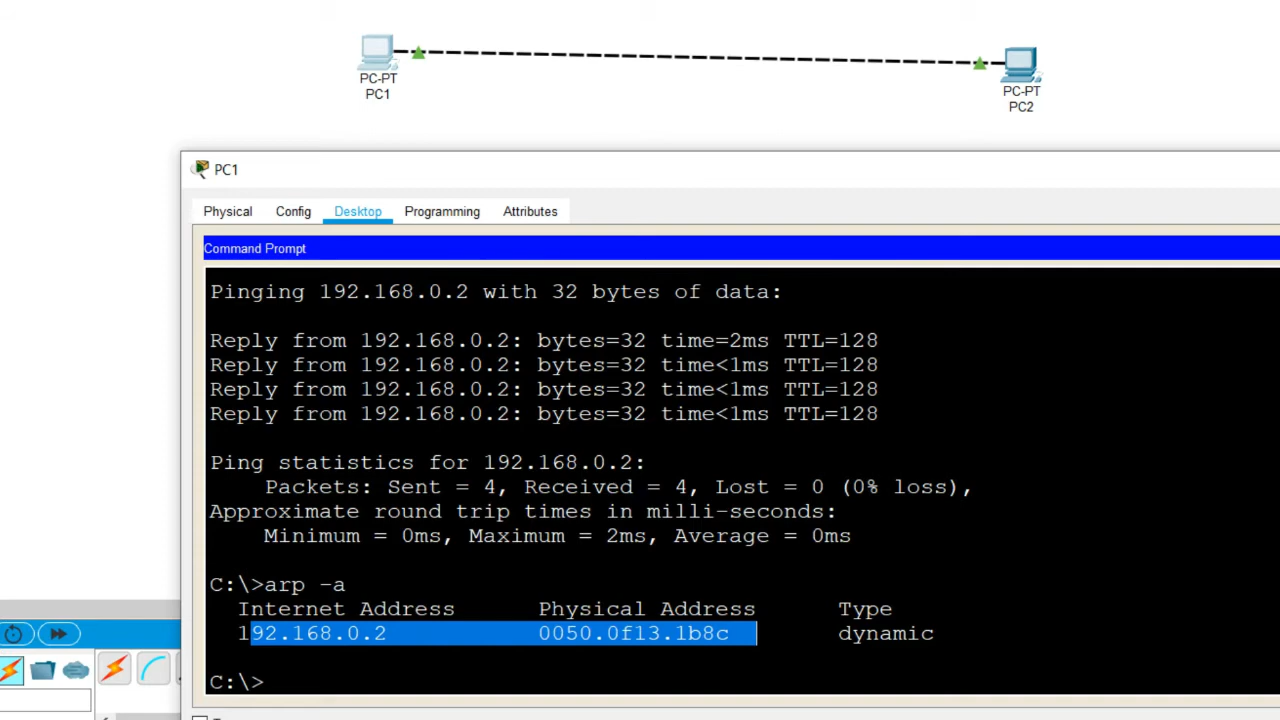 PC-PT
PC1
PC-PT
PC2
PC1
Physical Config Desktop Programming Attributes
Command Prompt
Pinging 192.168.0.2 with 32 bytes of data:
Reply from 192.168.0.2: bytes=32 time=2ms TTL=128
Reply from 192.168.0.2: bytes=32 time<1ms TTL=128
Reply from 192.168.0.2: bytes=32 time<1ms TTL=128
Reply from 192.168.0.2: bytes=32 time<1ms TTL=128
Ping statistics for 192.168.0.2:
Packets: Sent = 4, Received = 4, Lost = 0 (0% loss),
Approximate round trip times in milli-seconds:
Minimum = 0ms, Maximum = 2ms, Average = 0ms
C:\>arp -a
Internet Address Physical Address Type
192.168.0.2 0050.0f13.1b8c dynamic
C:\>